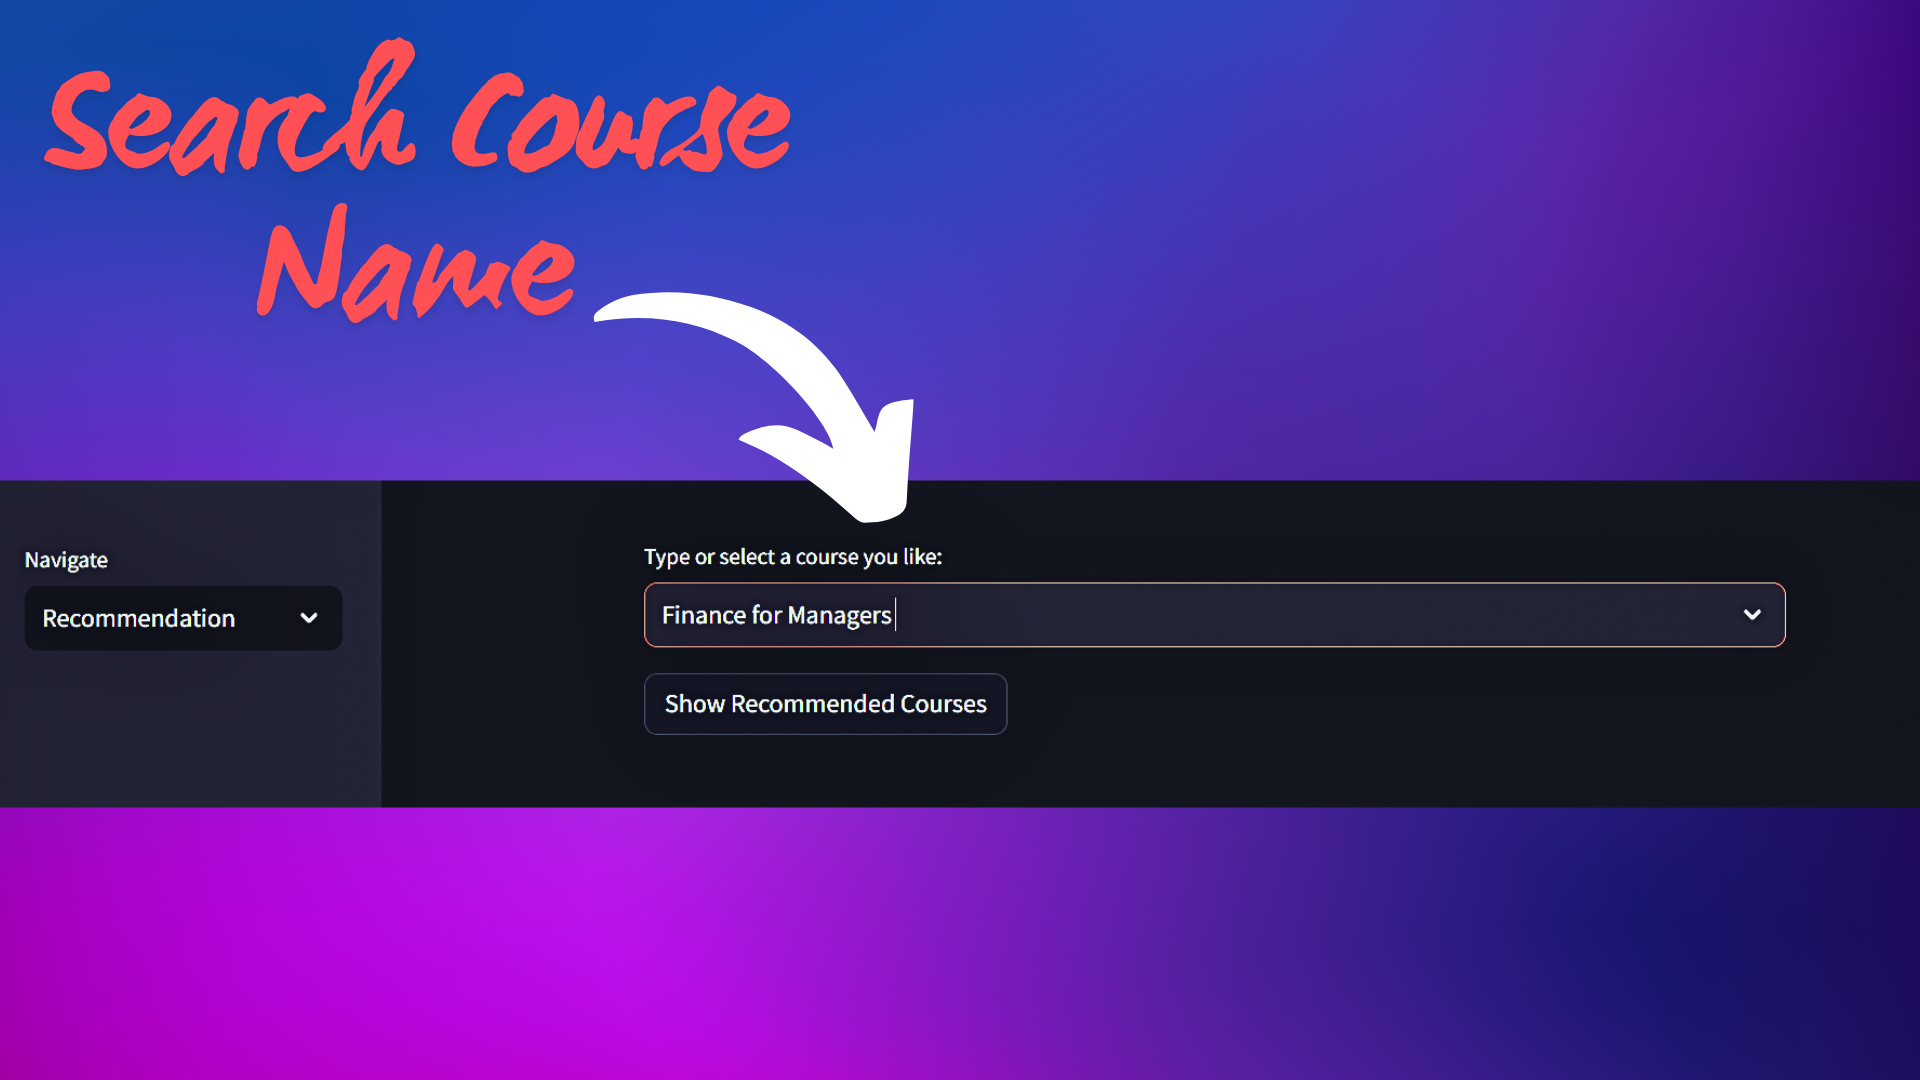 Search Course
Name
Navigate
Recommendation
Type or select a course you like:
Finance for Managers
Show Recommended Courses